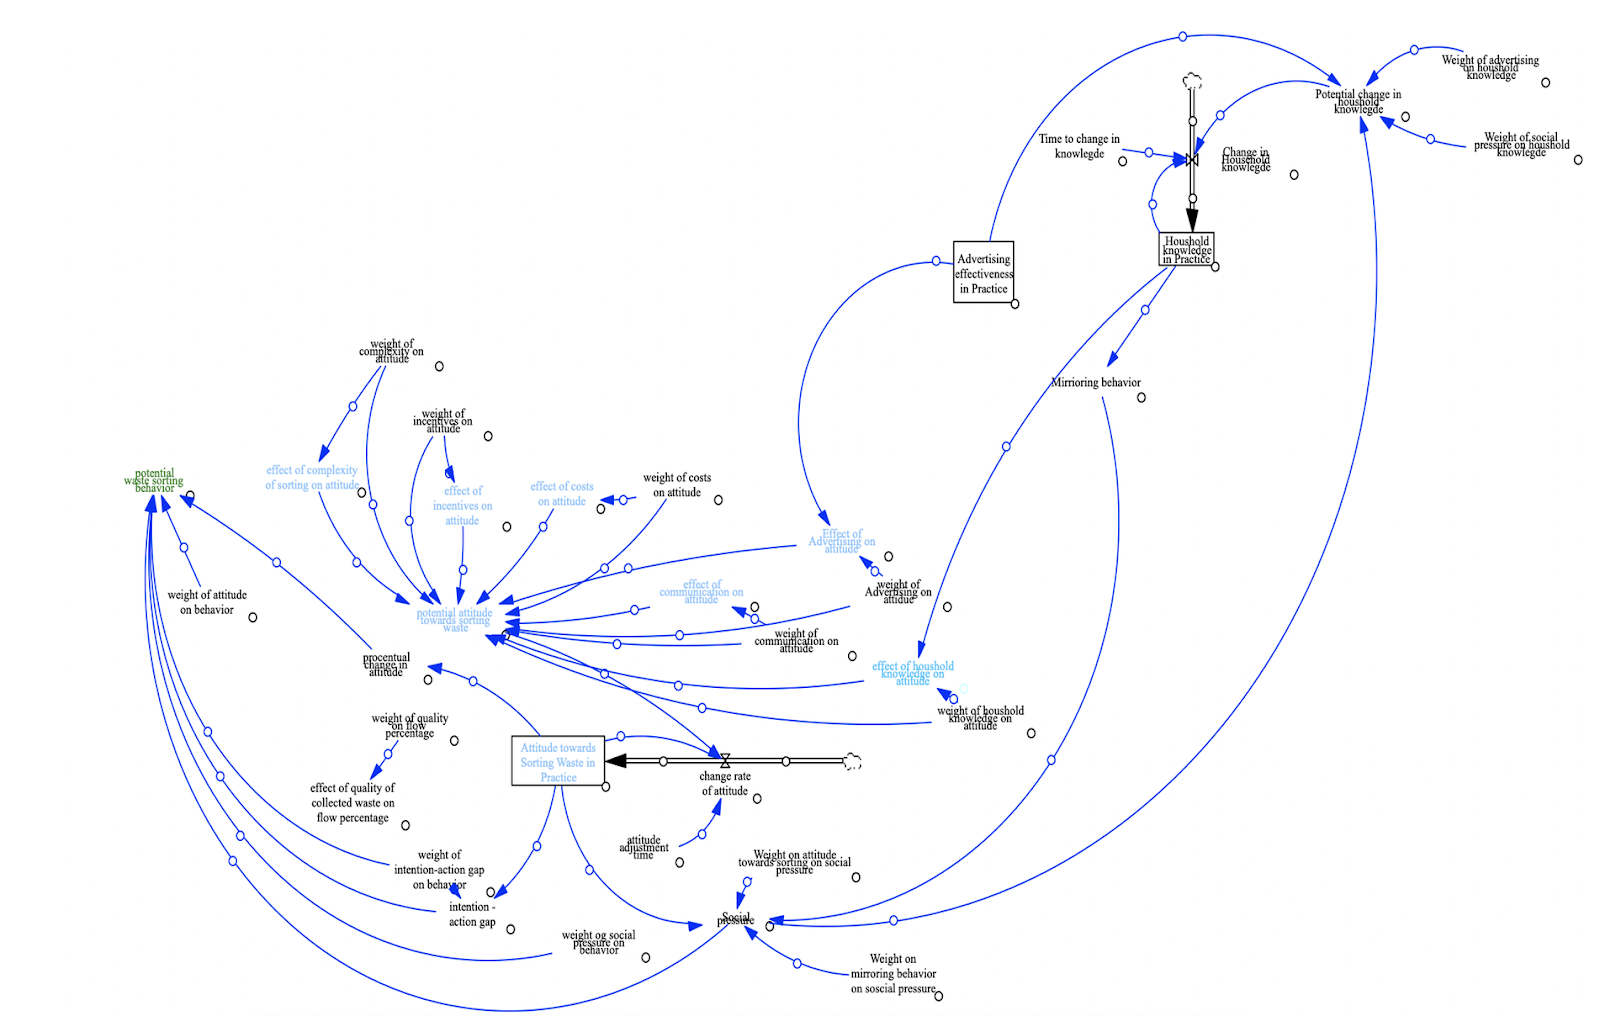 Weight of advertising
on houshold
knowledge
Potential change in
houshold
knowlegde
Time to change in
knowlegde
Change in
Household
knowlegde
Weight of social
pressure on houshold
knowlegde
Houshold
knowledge
in Practice
Advertising
effectiveness
in Practice
weight of
complexity on
attitude
Mirrioring behavior
weight of
incentives on
attitude
potential
waste sorting
behavior
effect of complexity
of sorting on attitude
effect of
incentives on
attitude
effect of costs
on attitude
weight of costs
on attitude
Effect of
Advertising on
attitude
weight of attitude
on behavior
potential attitude
towards sorting
waste
effect of
communication on
attitude
weight of
Advertising on
attidue
weight of
communication on
attitude
procentual
change in
attitude
effect of houshold
knowledge on
attitude
weight of houshold
knowledge on
attitude
weight of quality
on flow
percentage
Attitude towards
Sorting Waste in
Practice
change rate
of attitude
effect of quality of
collected waste on
flow percentage
attitude
adjustment
time
weight of
intention-action gap
on behavior
Weight on attitude
towards sorting on social
pressure
intention -
action gap
Social
pressure
weight og social
pressure on
behavior
Weight on
mirroring behavior
on soscial pressure